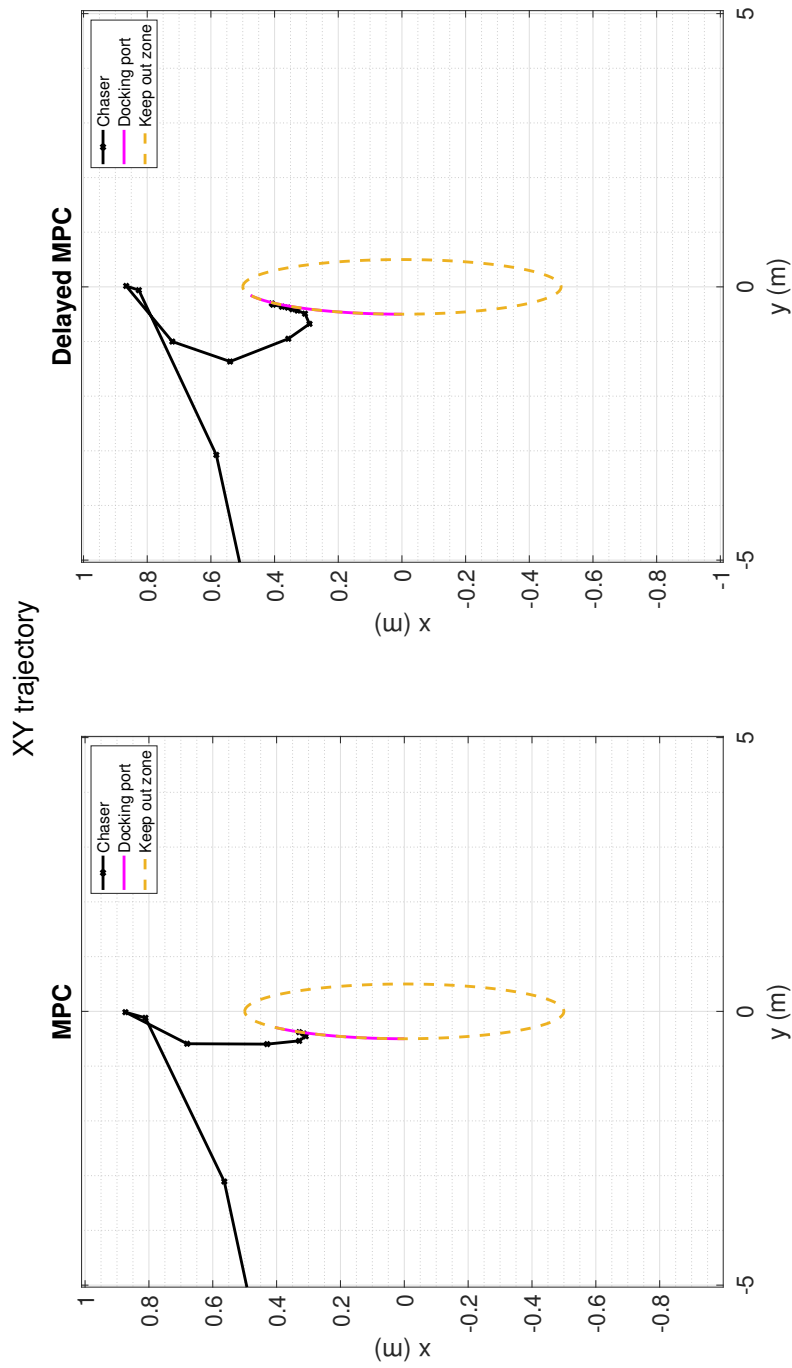 XY trajectory
MPC
Chaser
Docking port
Keep out zone
1
0.8
0.6
0.4
0.2
0
-0.2
-0.4
-0.6
-0.8
x (m)
-5
0
5
y (m)
Delayed MPC
Chaser
Docking port
Keep out zone
1
0.8
0.6
0.4
0.2
0
-0.2
-0.4
-0.6
-0.8
-1
x (m)
-5
0
5
y (m)